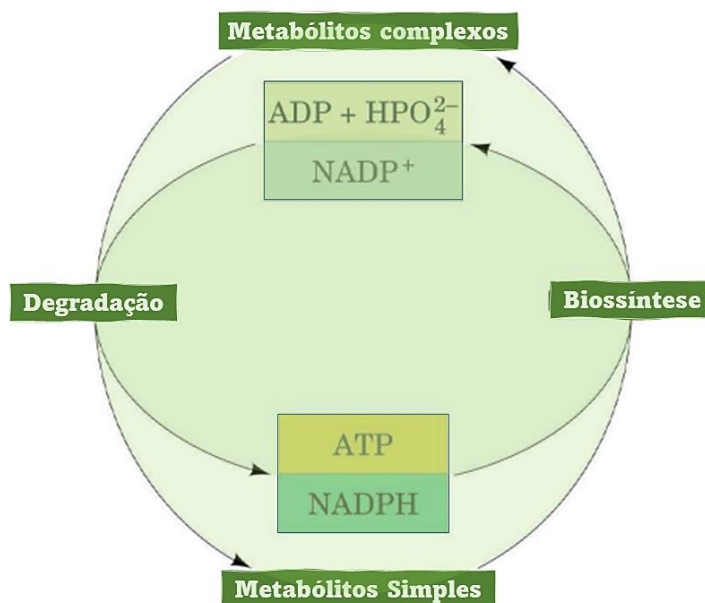 Metabólitos complexos
ADP + HPO₄²⁻
NADP⁺
Degradação
Biossíntese
ATP
NADPH
Metabólitos Simples